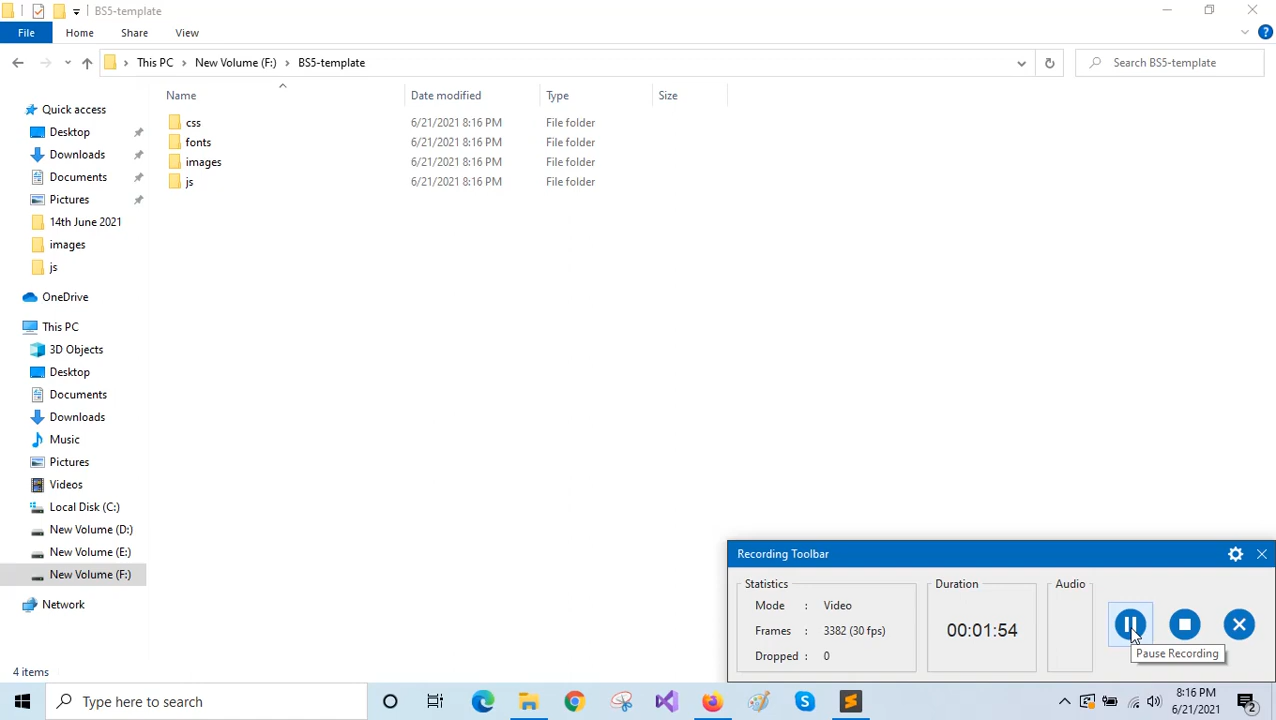 BS5-template
File Home Share View
This PC New Volume (F:) BS5-template Search BS5-template
Name Date modified Type Size
css 6/21/2021 8:16 PM File folder
fonts 6/21/2021 8:16 PM File folder
images 6/21/2021 8:16 PM File folder
js 6/21/2021 8:16 PM File folder
Quick access
Desktop
Downloads
Documents
Pictures
14th June 2021
images
js
OneDrive
This PC
3D Objects
Desktop
Documents
Downloads
Music
Pictures
Videos
Local Disk (C:)
New Volume (D:)
New Volume (E:)
New Volume (F:)
Network
4 items
Recording Toolbar
Statistics
Mode : Video
Frames : 3382 (30 fps)
Dropped : 0
Duration
00:01:54
Audio
Pause Recording
Type here to search
8:16 PM
6/21/2021
2